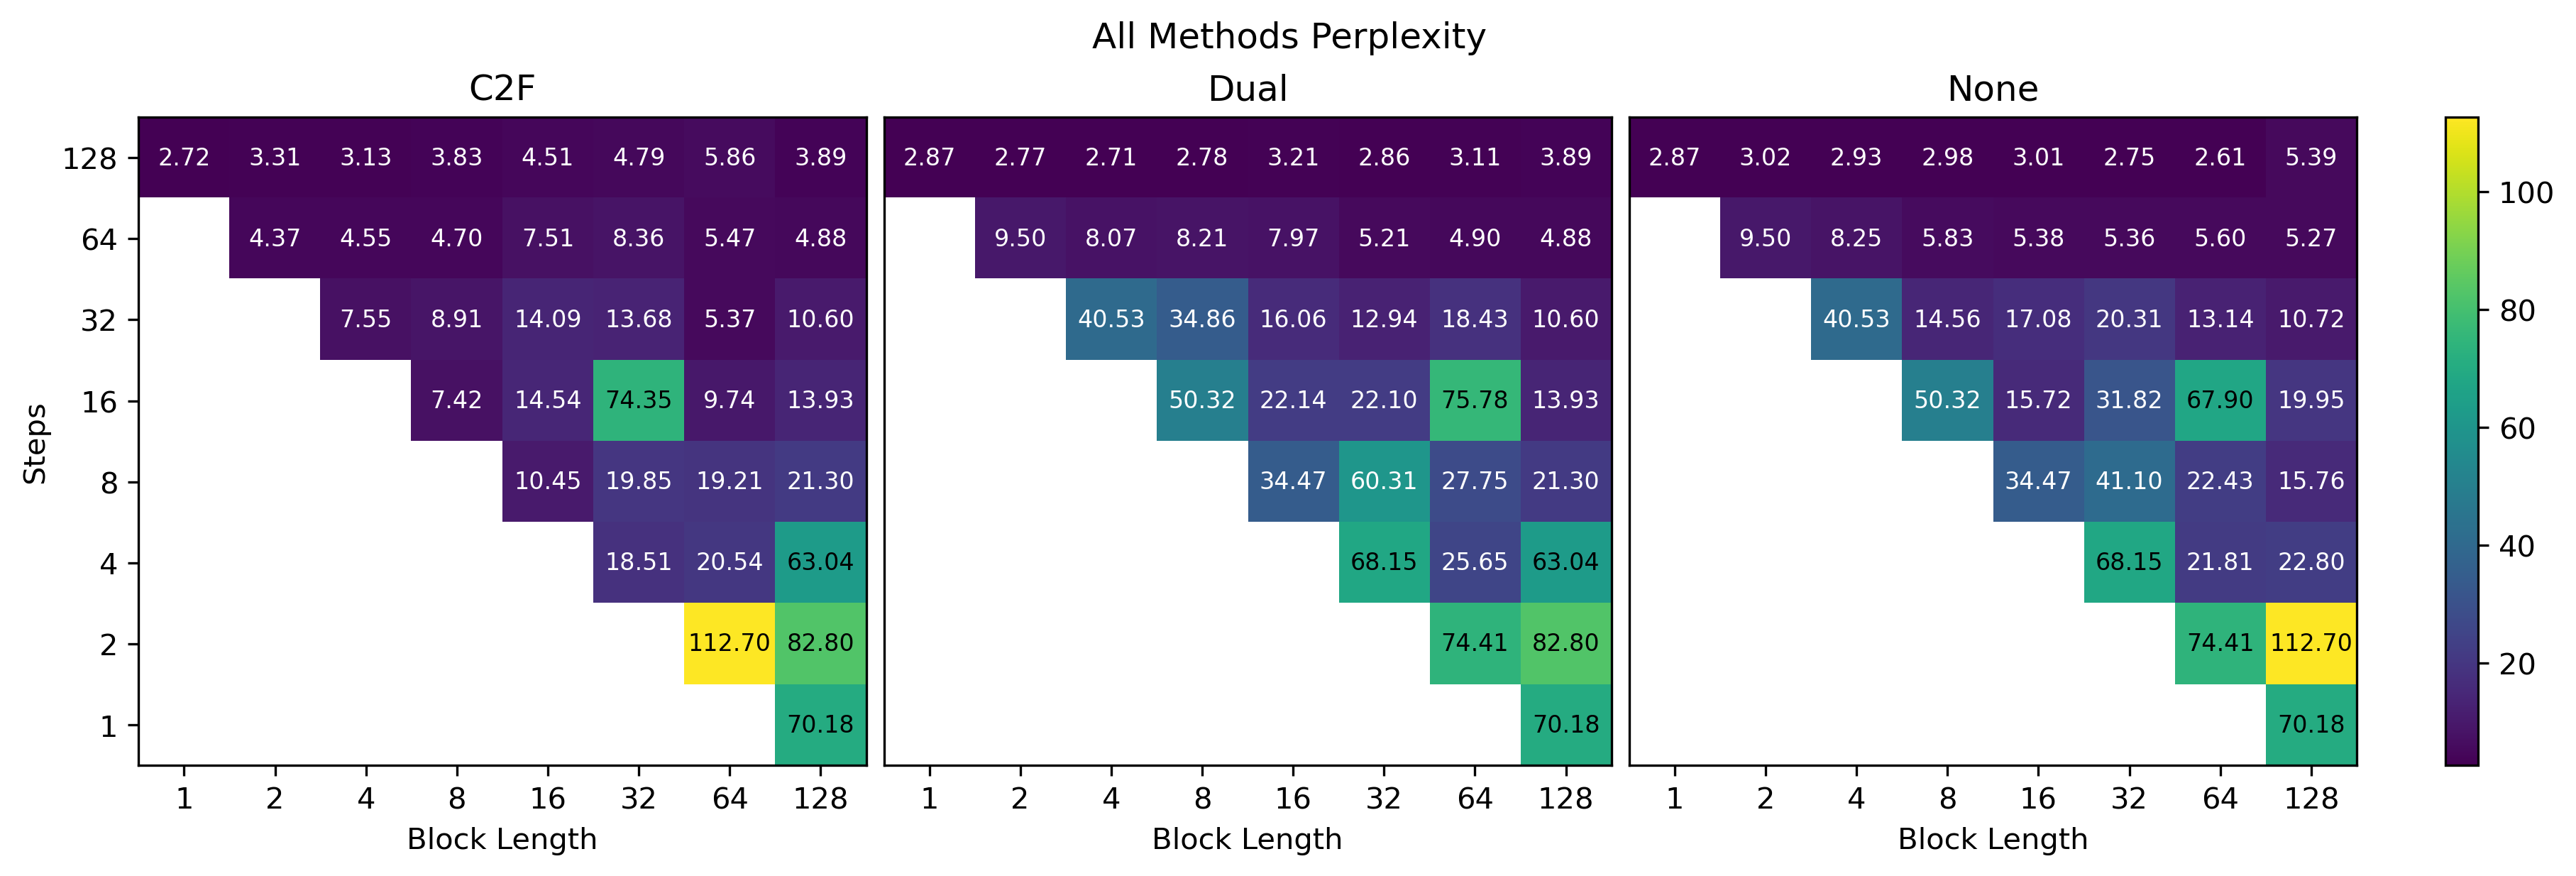 All Methods Perplexity
C2F Dual None
128 2.72 3.31 3.13 3.83 4.51 4.79 5.86 3.89 2.87 2.77 2.71 2.78 3.21 2.86 3.11 3.89 2.87 3.02 2.93 2.98 3.01 2.75 2.61 5.39
100
64 4.37 4.55 4.70 7.51 8.36 5.47 4.88 9.50 8.07 8.21 7.97 5.21 4.90 4.88 9.50 8.25 5.83 5.38 5.36 5.60 5.27
80
32 7.55 8.91 14.09 13.68 5.37 10.60 40.53 34.86 16.06 12.94 18.43 10.60 40.53 14.56 17.08 20.31 13.14 10.72
16 7.42 14.54 74.35 9.74 13.93 50.32 22.14 22.10 75.78 13.93 50.32 15.72 31.82 67.90 19.95
60
Steps
8 10.45 19.85 19.21 21.30 34.47 60.31 27.75 21.30 34.47 41.10 22.43 15.76
40
4 18.51 20.54 63.04 68.15 25.65 63.04 68.15 21.81 22.80
2 112.70 82.80 74.41 82.80 74.41 112.70
20
1 70.18 70.18 70.18
1 2 4 8 16 32 64 128 1 2 4 8 16 32 64 128 1 2 4 8 16 32 64 128
Block Length Block Length Block Length